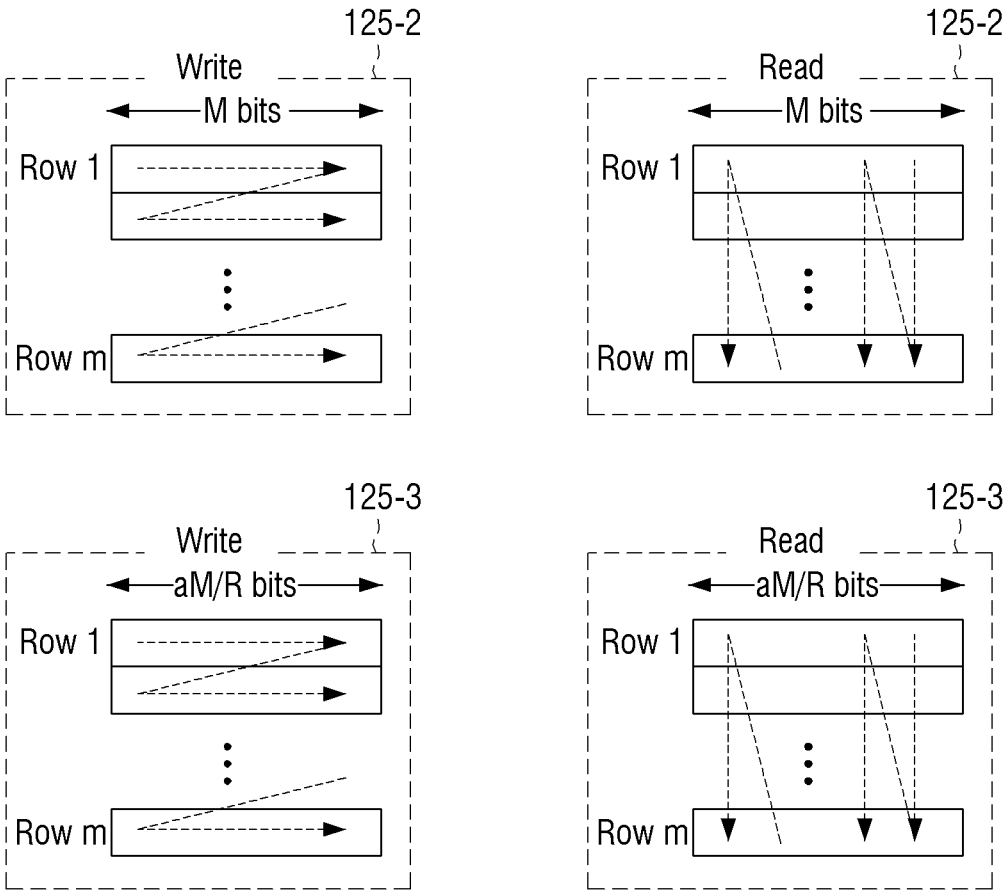 125-2
Write
M bits
Row 1
Row m
125-2
Read
M bits
Row 1
Row m
125-3
Write
aM/R bits
Row 1
Row m
125-3
Read
aM/R bits
Row 1
Row m